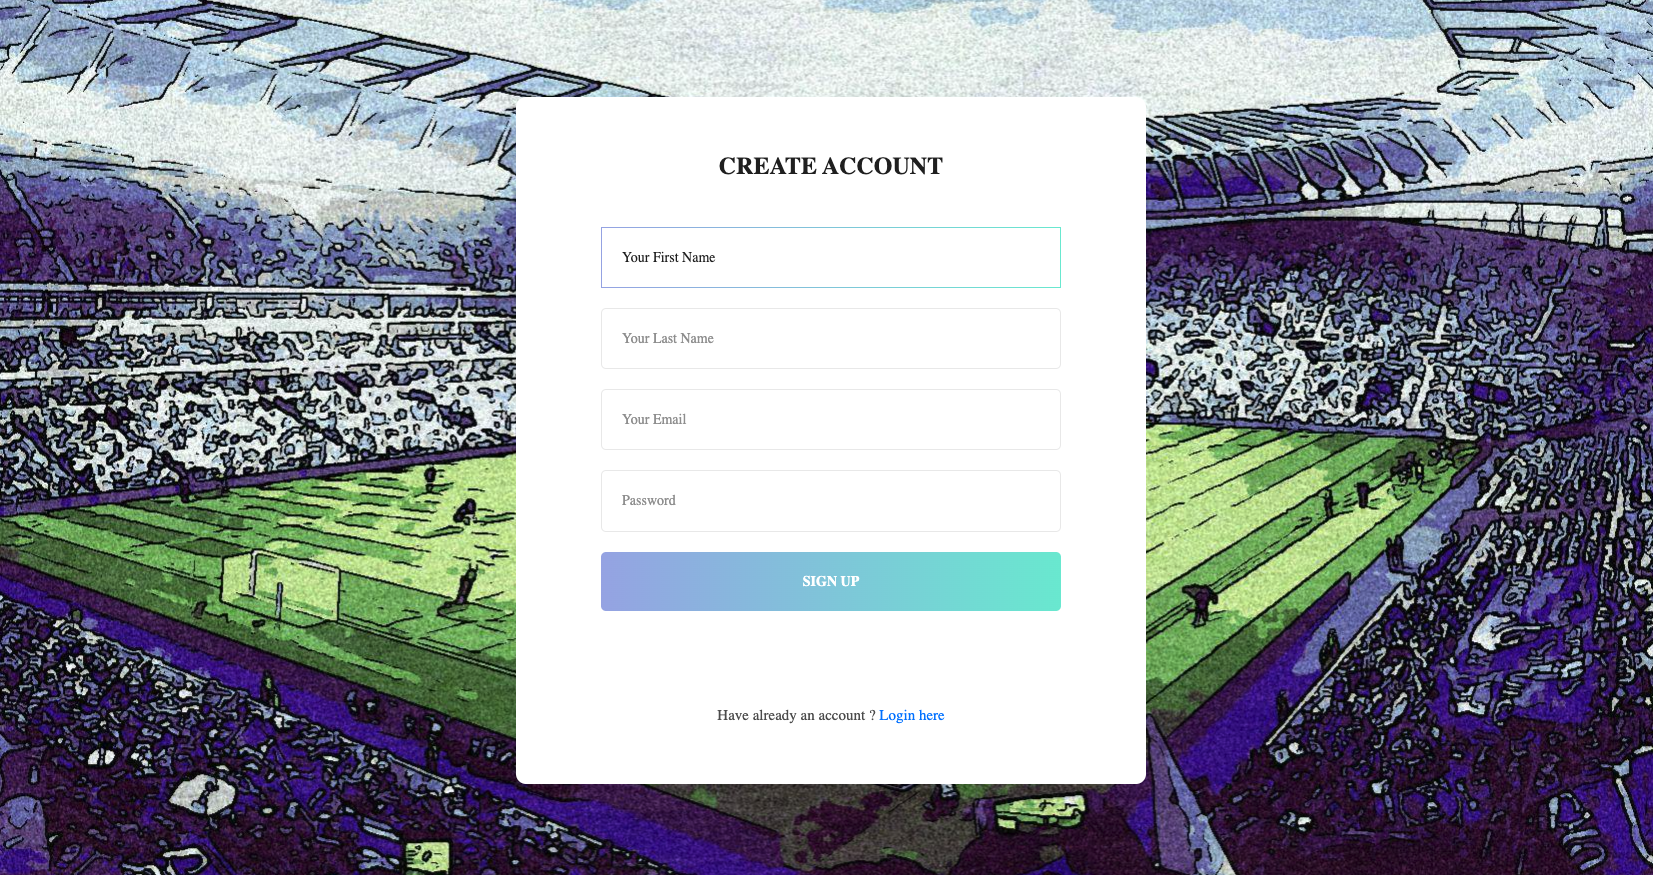 CREATE ACCOUNT
Your First Name
Your Last Name
Your Email
Password
SIGN UP
Have already an account ? Login here